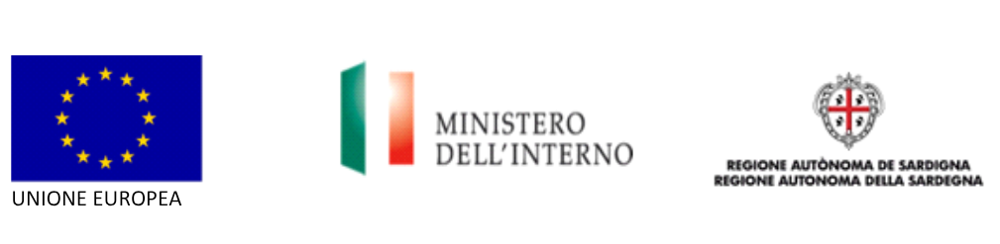 UNIONE EUROPEA
MINISTERO
DELL'INTERNO
REGIONE AUTÒNOMA DE SARDIGNA
REGIONE AUTONOMA DELLA SARDEGNA